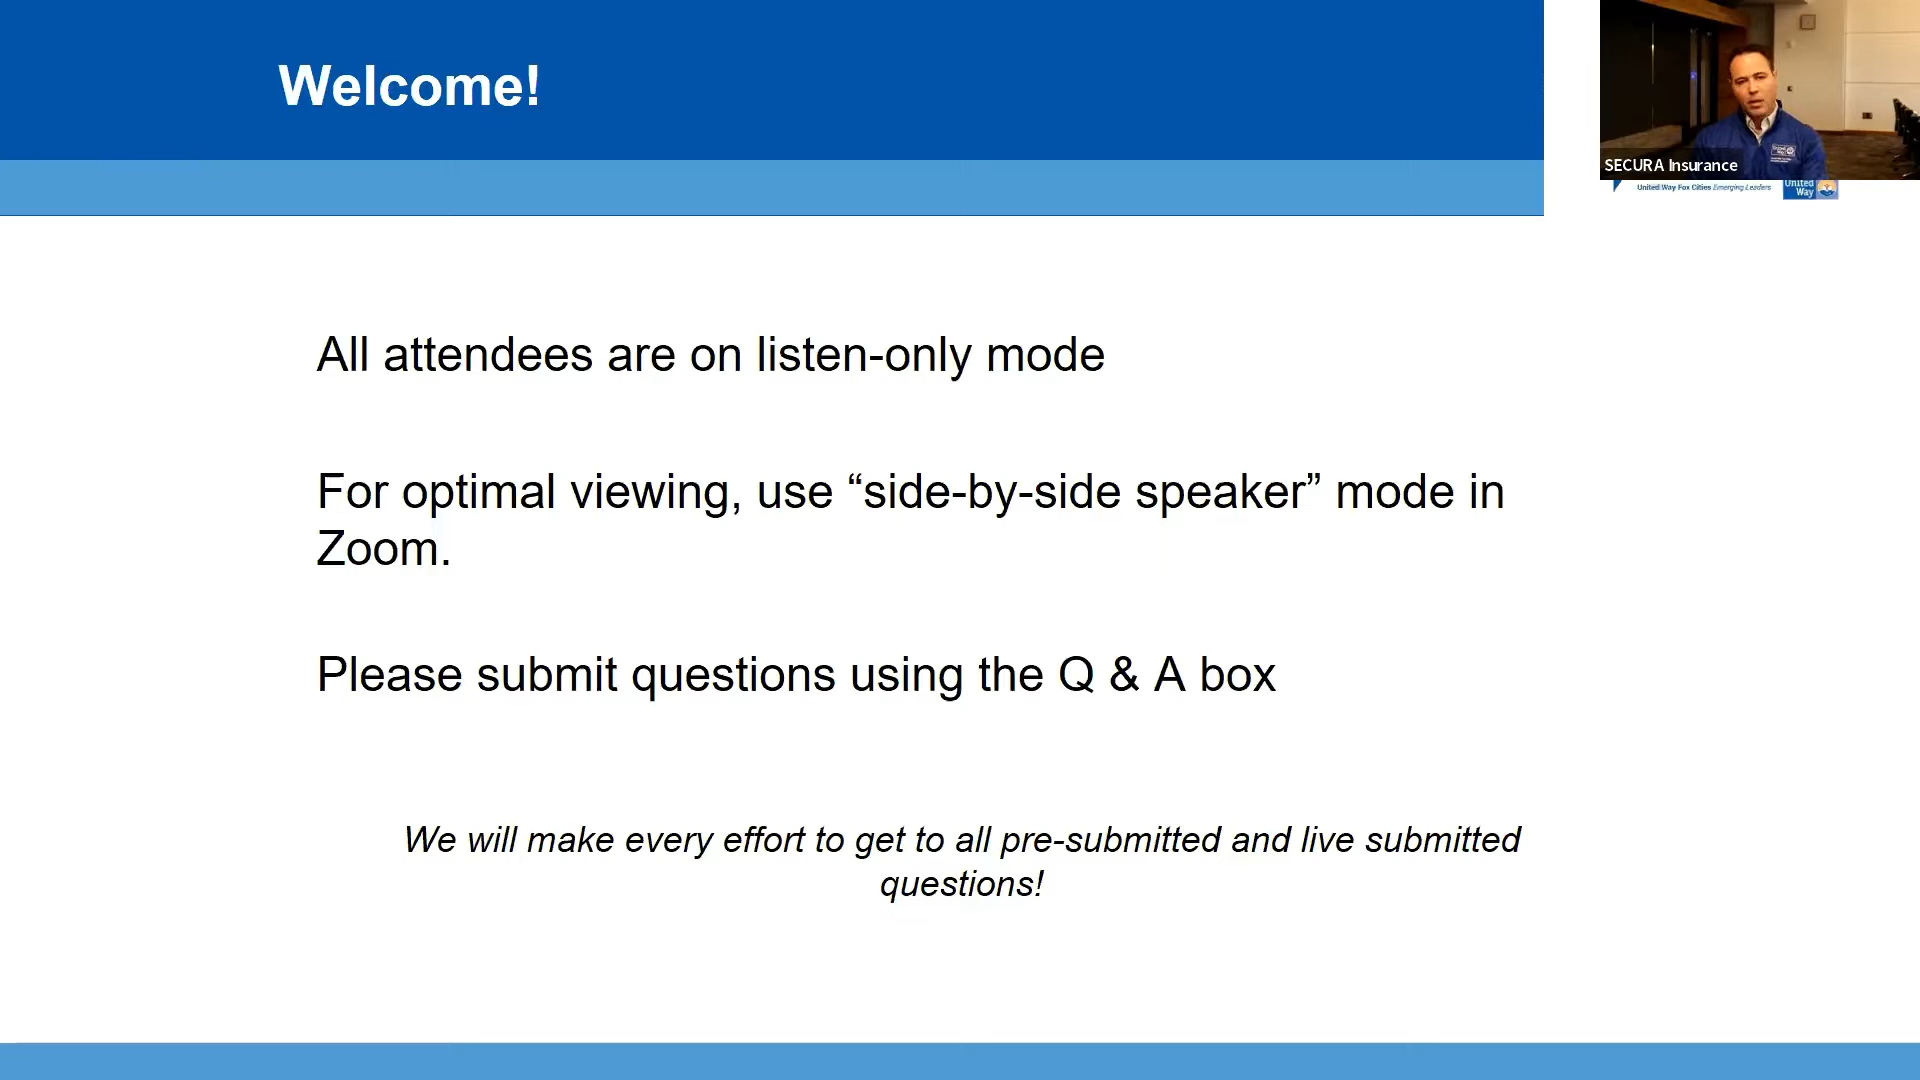 Welcome!
SECURA Insurance
United Way Fox Cities Emerging Leaders
United
Way
All attendees are on listen-only mode
For optimal viewing, use “side-by-side speaker” mode in
Zoom.
Please submit questions using the Q & A box
We will make every effort to get to all pre-submitted and live submitted
questions!